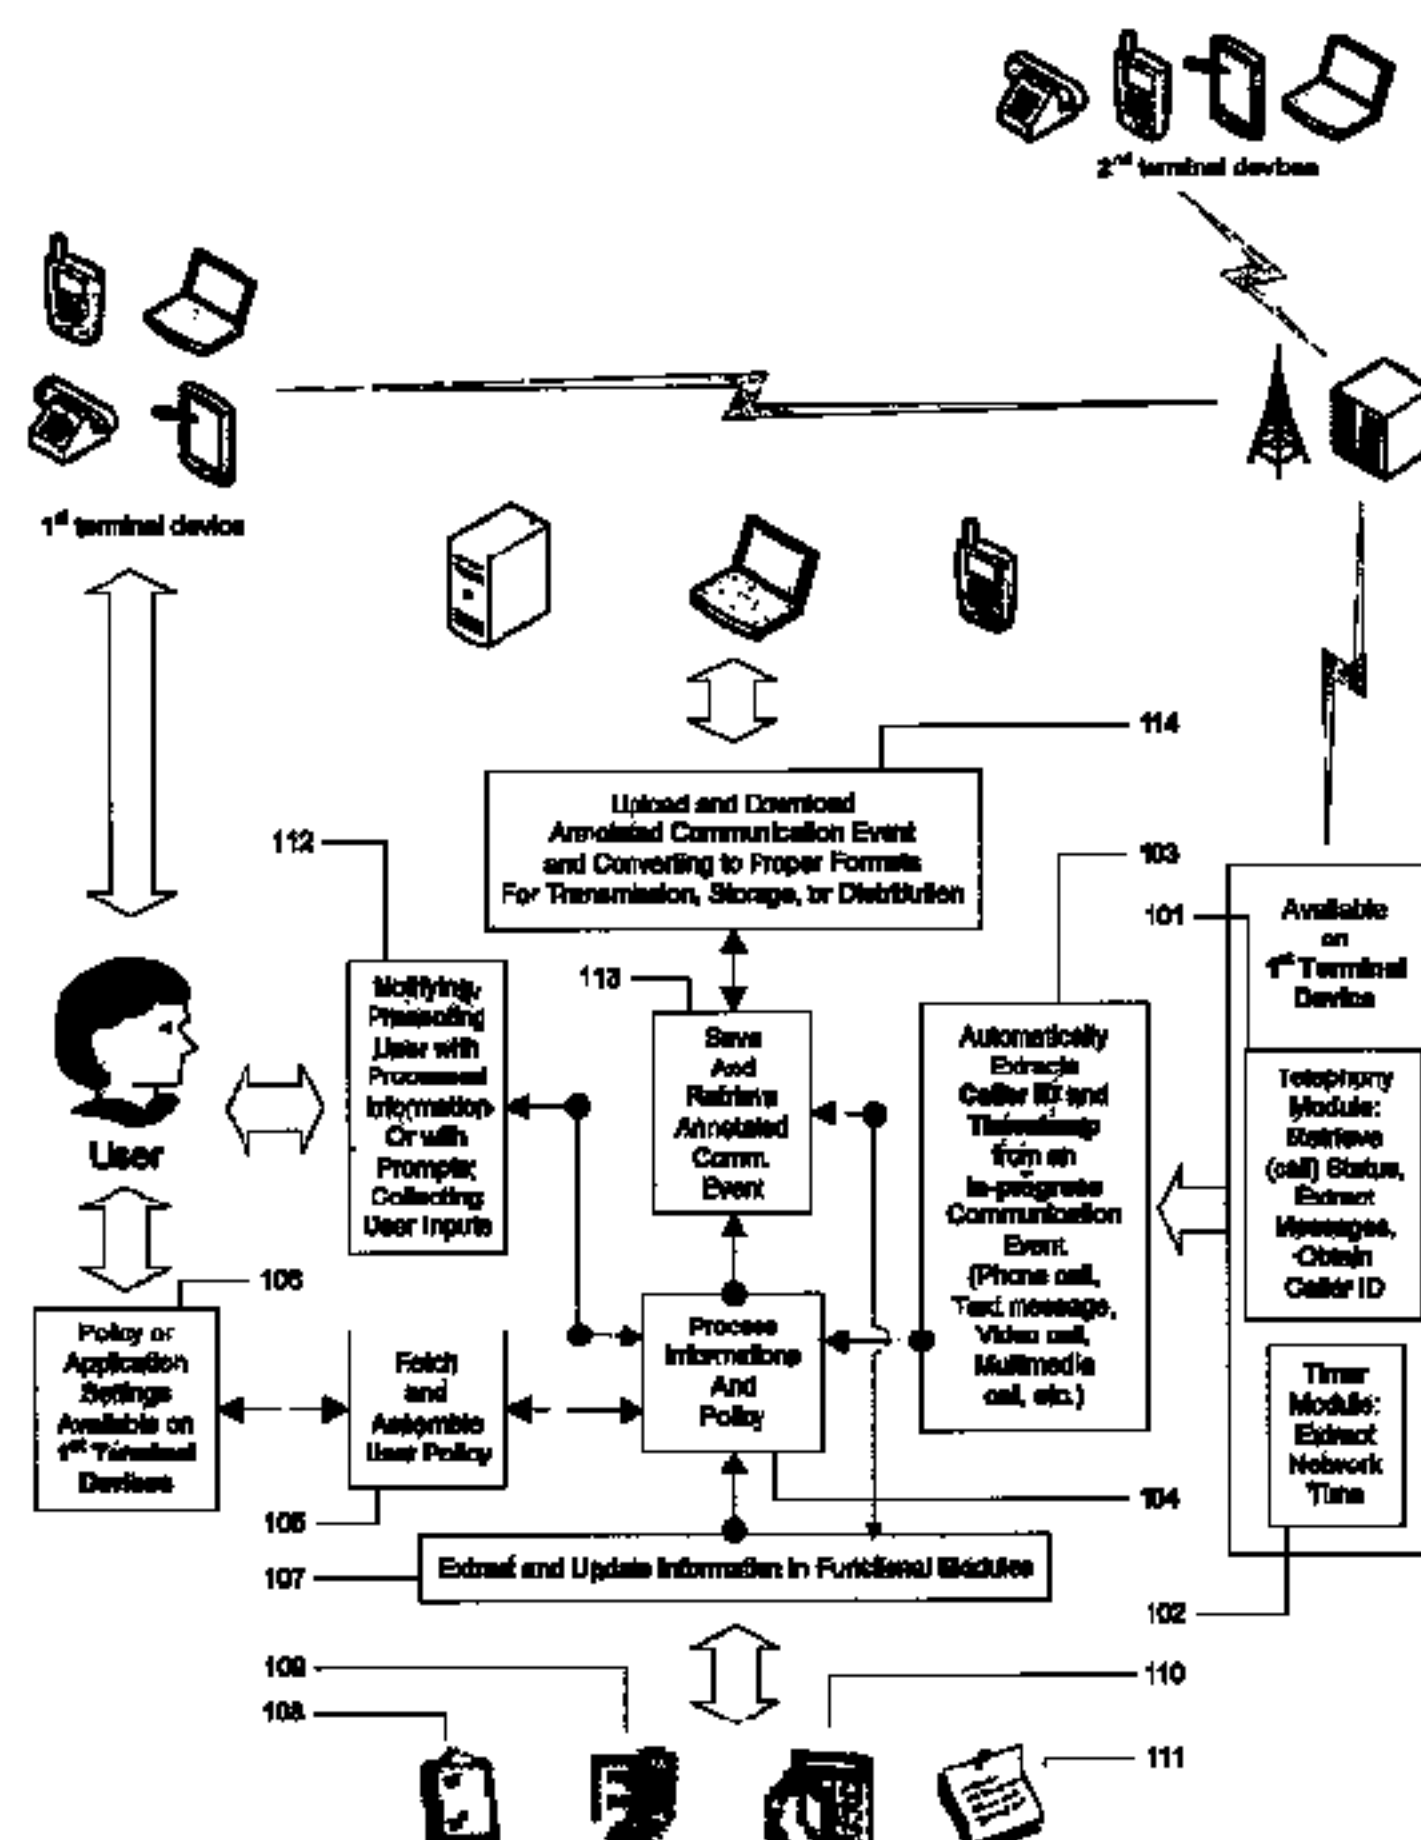 2nd terminal devices
1st terminal device
114
Upload and Download
Annotated Communication Event
and Converting to Proper Formats
For Transmission, Storage, or Distribution
112
103
101
Available
on
1st Terminal
Device
113
Notifying,
Presenting
User with
Processed
Information
Or with
Prompts;
Collecting
User Inputs
Save
And
Retrieve
Annotated
Comm.
Event
Automatically
Extracts
Caller ID and
Timestamp
from an
In-progress
Communication
Event
(Phone call,
Text message,
Video call,
Multimedia
call, etc.)
Telephony
Module:
Retrieve
(call) Status,
Extract
Messages,
Obtain
Caller ID
User
106
Policy or
Application
Settings
Available on
1st Terminal
Devices
Fetch
and
Assemble
User Policy
Process
Informations
And
Policy
Timer
Module:
Extract
Network
Time
105
104
107
Extract and Update Information in Functional Modules
102
109
110
108
111